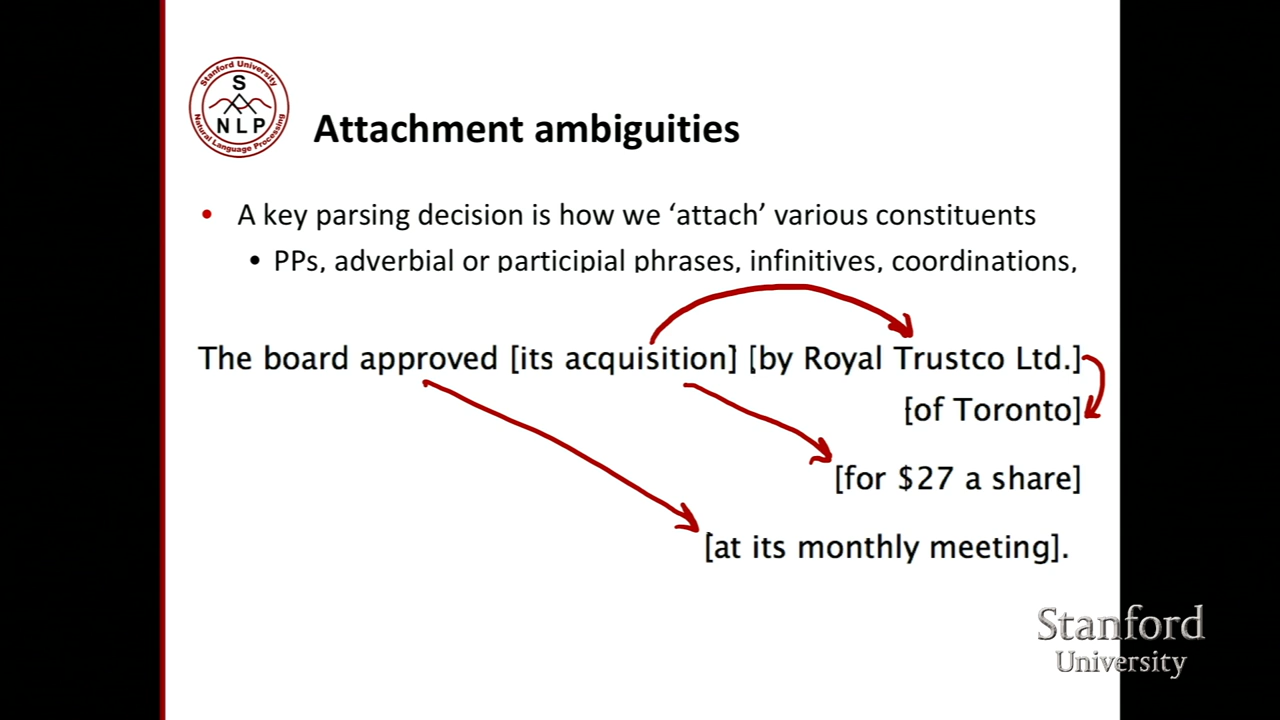 Stanford University
S
NLP
Natural Language Processing
Attachment ambiguities
• A key parsing decision is how we ‘attach’ various constituents
• PPs, adverbial or participial phrases, infinitives, coordinations,
The board approved [its acquisition] [by Royal Trustco Ltd.]
[of Toronto]
[for $27 a share]
[at its monthly meeting].
Stanford
University